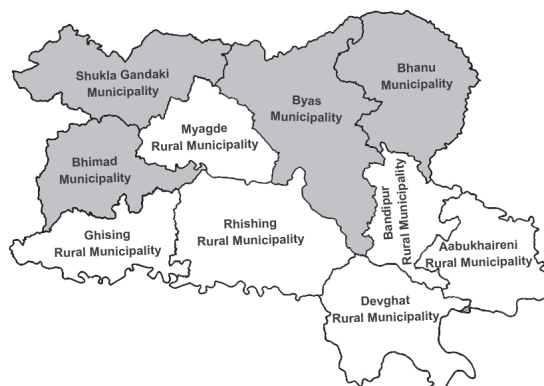 Shukla Gandaki
Municipality
Bhanu
Municipality
Byas
Municipality
Myagde
Rural Municipality
Bhimad
Municipality
Bandipur
Rural Municipality
Ghising
Rural Municipality
Rhishing
Rural Municipality
Aabukhaireni
Rural Municipality
Devghat
Rural Municipality